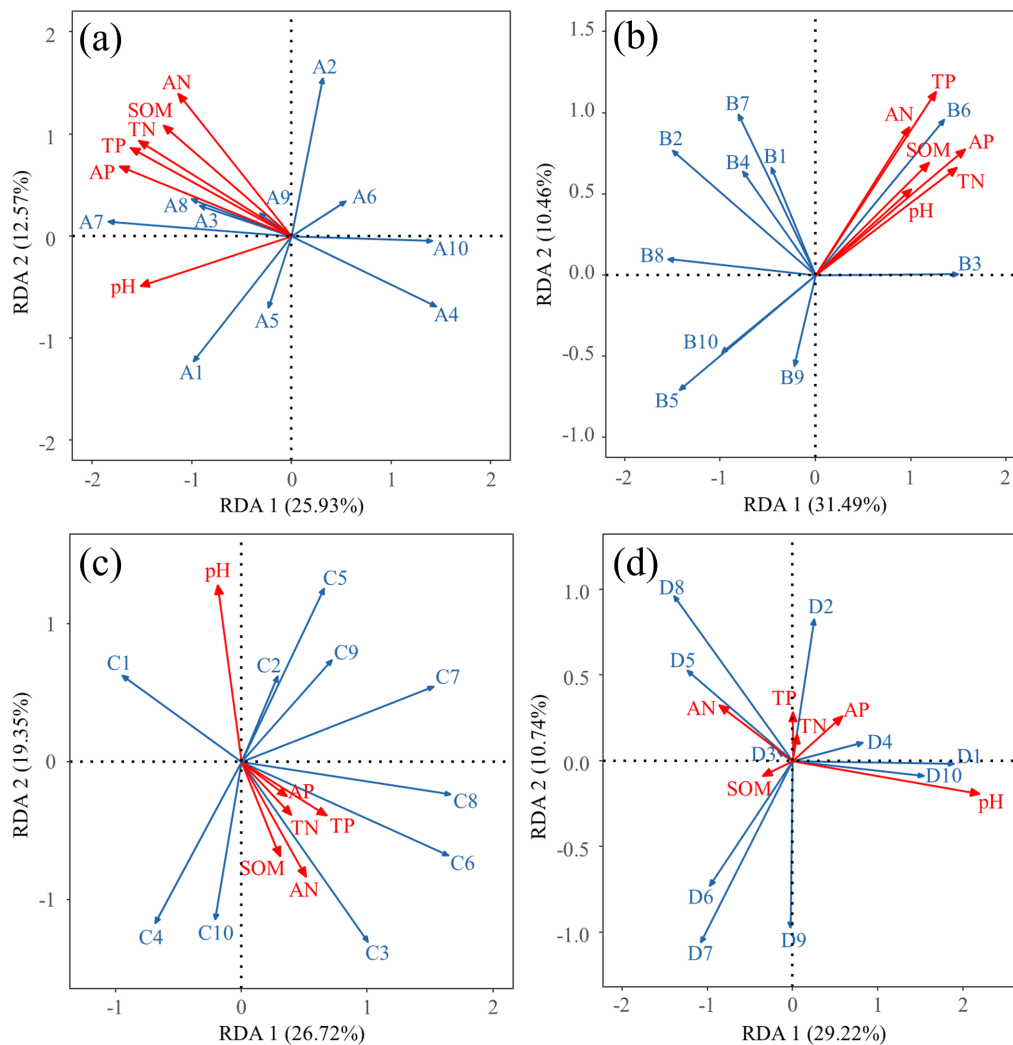 (a)
2
1
0
-1
-2
-2
-1
0
1
2
RDA 2 (12.57%)
RDA 1 (25.93%)
AN
SOM
TN
TP
AP
pH
A2
A6
A9
A8
A3
A7
A10
A4
A5
A1
(b)
1.5
1.0
0.5
0.0
-0.5
-1.0
-2
-1
0
1
2
RDA 2 (10.46%)
RDA 1 (31.49%)
TP
B6
AN
AP
SOM
TN
pH
B7
B2
B4
B1
B8
B3
B10
B9
B5
(c)
1
0
-1
-1
0
1
2
RDA 2 (19.35%)
RDA 1 (26.72%)
pH
C5
C9
C2
C1
C7
C8
AP
TN
TP
SOM
AN
C6
C4
C10
C3
(d)
1.0
0.5
0.0
-0.5
-1.0
-2
-1
0
1
2
RDA 2 (10.74%)
RDA 1 (29.22%)
D8
D2
D5
AN
TP
TN
AP
D4
D3
D1
D10
SOM
pH
D6
D7
D9